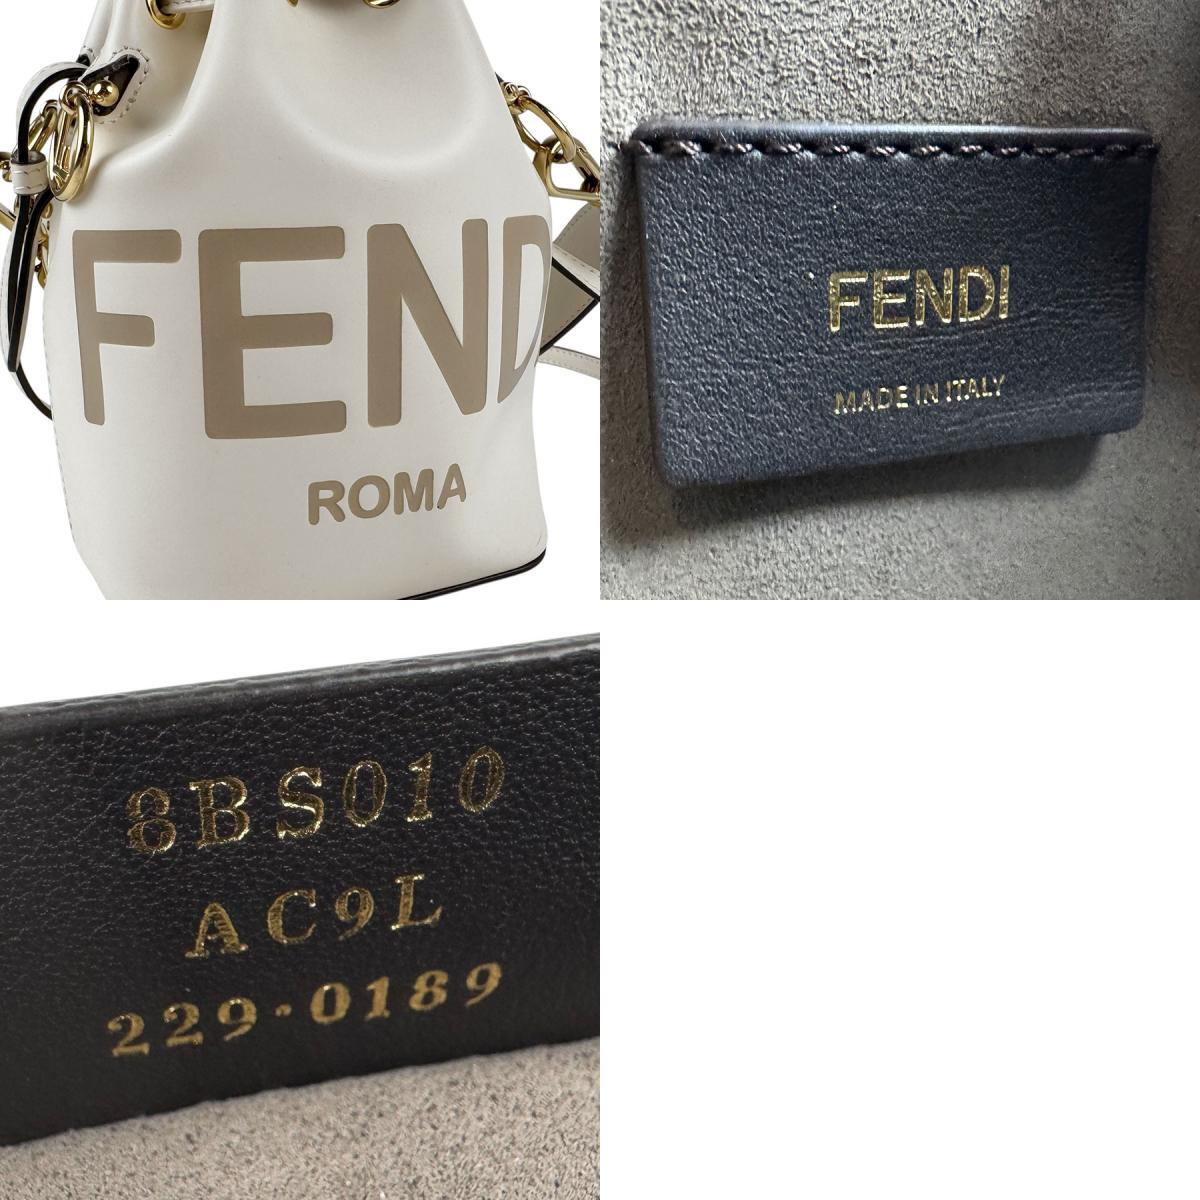 FEND
ROMA
FENDI
MADE IN ITALY
8BS010
AC9L
229-0189